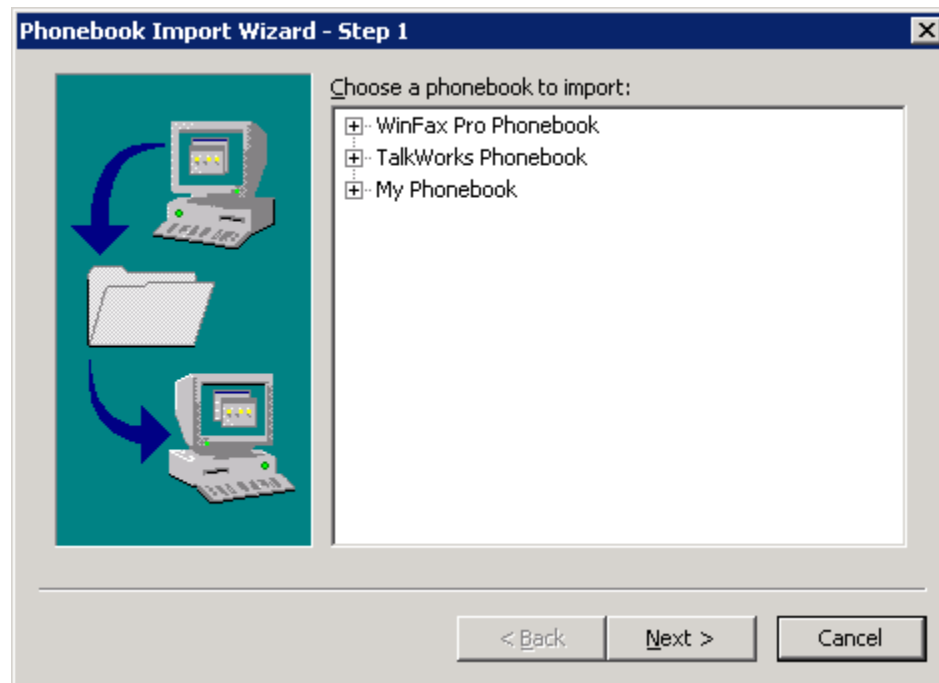 Phonebook Import Wizard - Step 1
Choose a phonebook to import:
WinFax Pro Phonebook
TalkWorks Phonebook
My Phonebook
< Back
Next >
Cancel